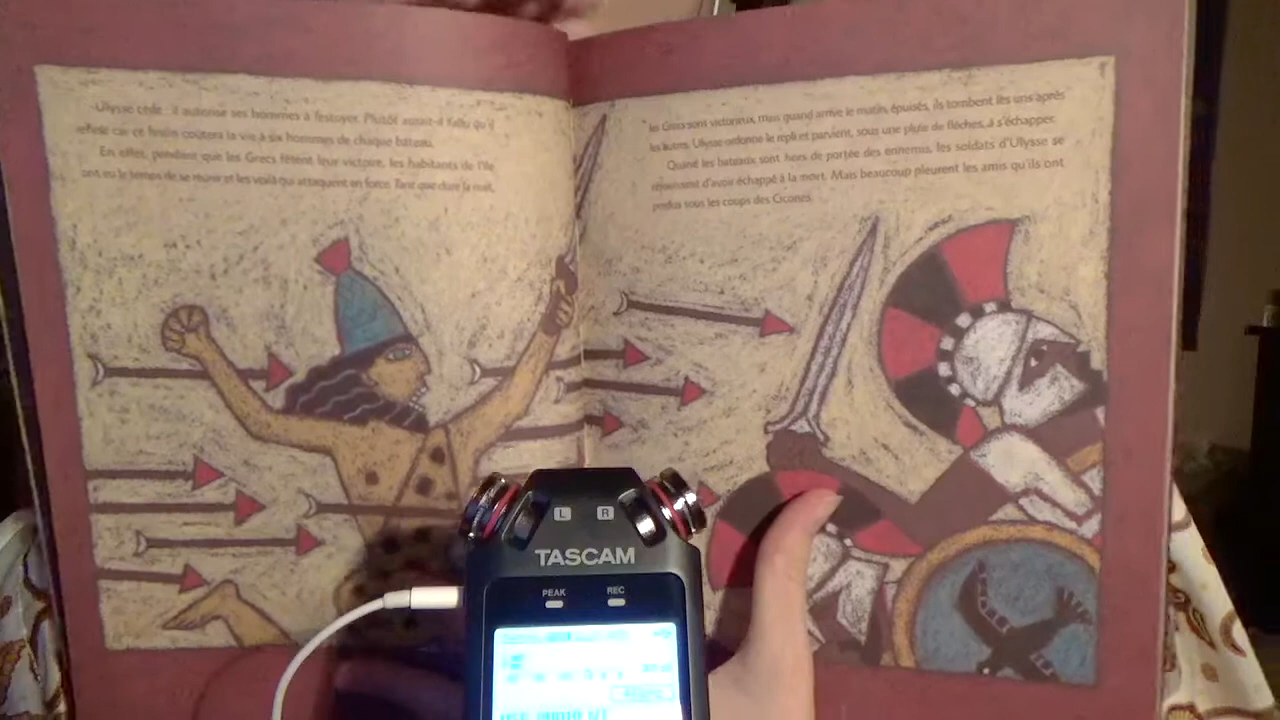 Ulysse cède : il autorise ses hommes à festoyer. Plutôt aurait-il fallu qu'il
refuse car ce festin coûtera la vie à six hommes de chaque bateau.
En effet, pendant que les Grecs fêtent leur victoire, les habitants de l'île
ont eu le temps de se réunir et les voilà qui attaquent en force. Tant que dure la nuit,
les Grecs sont victorieux, mais quand arrive le matin, épuisés, ils tombent les uns après
les autres. Ulysse ordonne le repli et parvient, sous une pluie de flèches, à s'échapper.
Quand les bateaux sont hors de portée des ennemis, les soldats d'Ulysse se
réjouissent d'avoir échappé à la mort. Mais beaucoup pleurent les amis qu'ils ont
perdus sous les coups des Cicones.
L R
TASCAM
PEAK REC